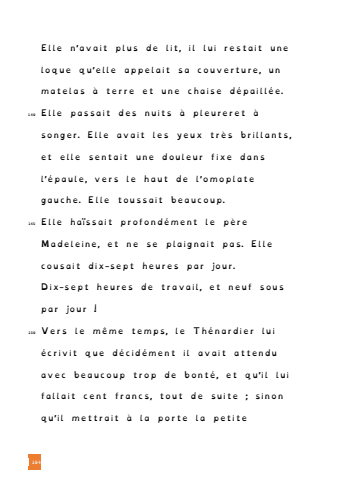 Elle n'avait plus de lit, il lui restait une
loque qu'elle appelait sa couverture, un
matelas à terre et une chaise dépaillée.
140 Elle passait des nuits à pleureret à
songer. Elle avait les yeux très brillants,
et elle sentait une douleur fixe dans
l'épaule, vers le haut de l'omoplate
gauche. Elle toussait beaucoup.
145 Elle haïssait profondément le père
Madeleine, et ne se plaignait pas. Elle
cousait dix-sept heures par jour.
Dix-sept heures de travail, et neuf sous
par jour !
150 Vers le même temps, le Thénardier lui
écrivit que décidément il avait attendu
avec beaucoup trop de bonté, et qu'il lui
fallait cent francs, tout de suite ; sinon
qu'il mettrait à la porte la petite
184